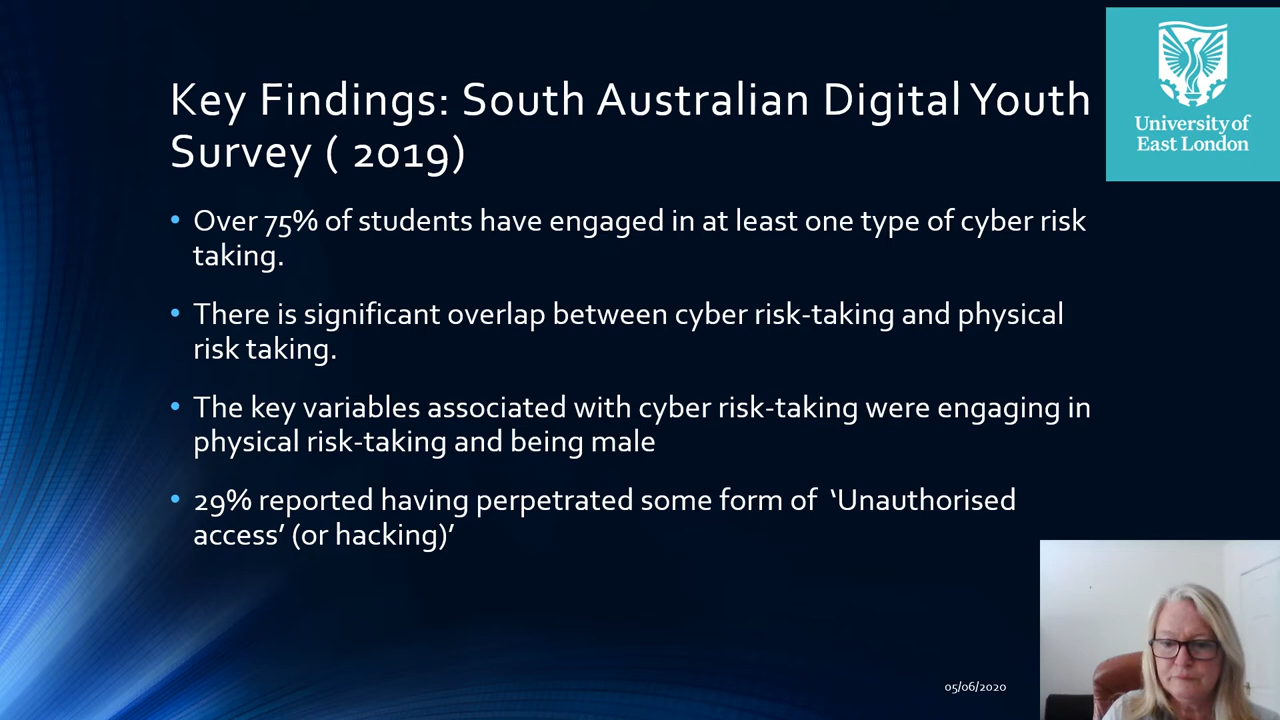 Key Findings: South Australian Digital Youth
Survey ( 2019)
University of
East London
• Over 75% of students have engaged in at least one type of cyber risk
taking.
• There is significant overlap between cyber risk-taking and physical
risk taking.
• The key variables associated with cyber risk-taking were engaging in
physical risk-taking and being male
• 29% reported having perpetrated some form of ‘Unauthorised
access’ (or hacking)’
05/06/2020